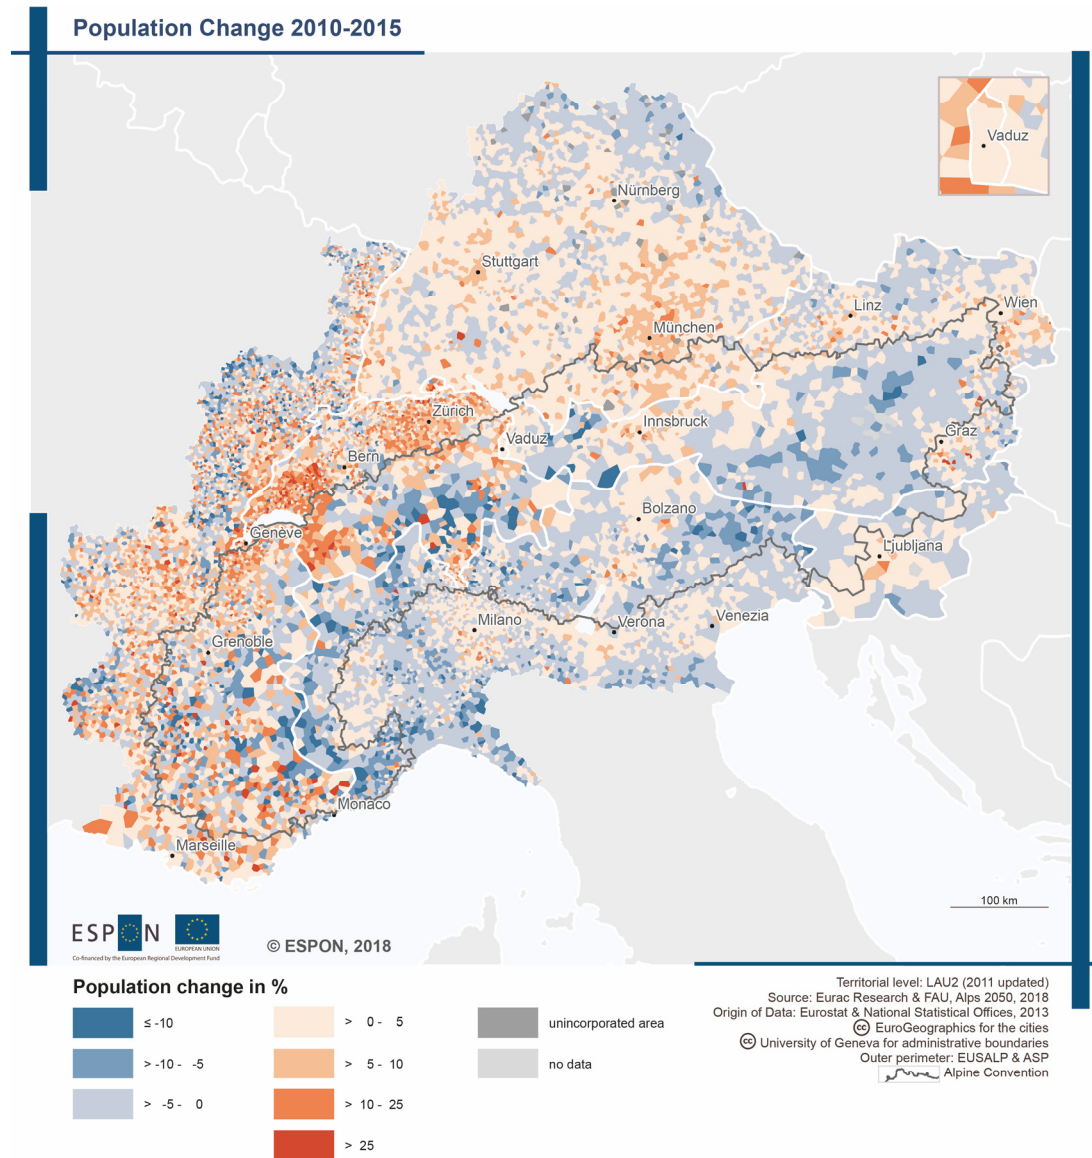 Population Change 2010-2015
Vaduz
Nürnberg
Stuttgart
Linz
Wien
München
Zürich
Innsbruck
Vaduz
Graz
Bern
Bolzano
Genève
Ljubljana
Milano
Verona
Venezia
Grenoble
Monaco
Marseille
100 km
ESPON
EUROPEAN UNION
Co-financed by the European Regional Development Fund
© ESPON, 2018
Population change in %
≤ -10
> -10 - -5
> -5 - 0
> 0 - 5
> 5 - 10
> 10 - 25
> 25
unincorporated area
no data
Territorial level: LAU2 (2011 updated)
Source: Eurac Research & FAU, Alps 2050, 2018
Origin of Data: Eurostat & National Statistical Offices, 2013
cc EuroGeographics for the cities
cc University of Geneva for administrative boundaries
Outer perimeter: EUSALP & ASP
Alpine Convention